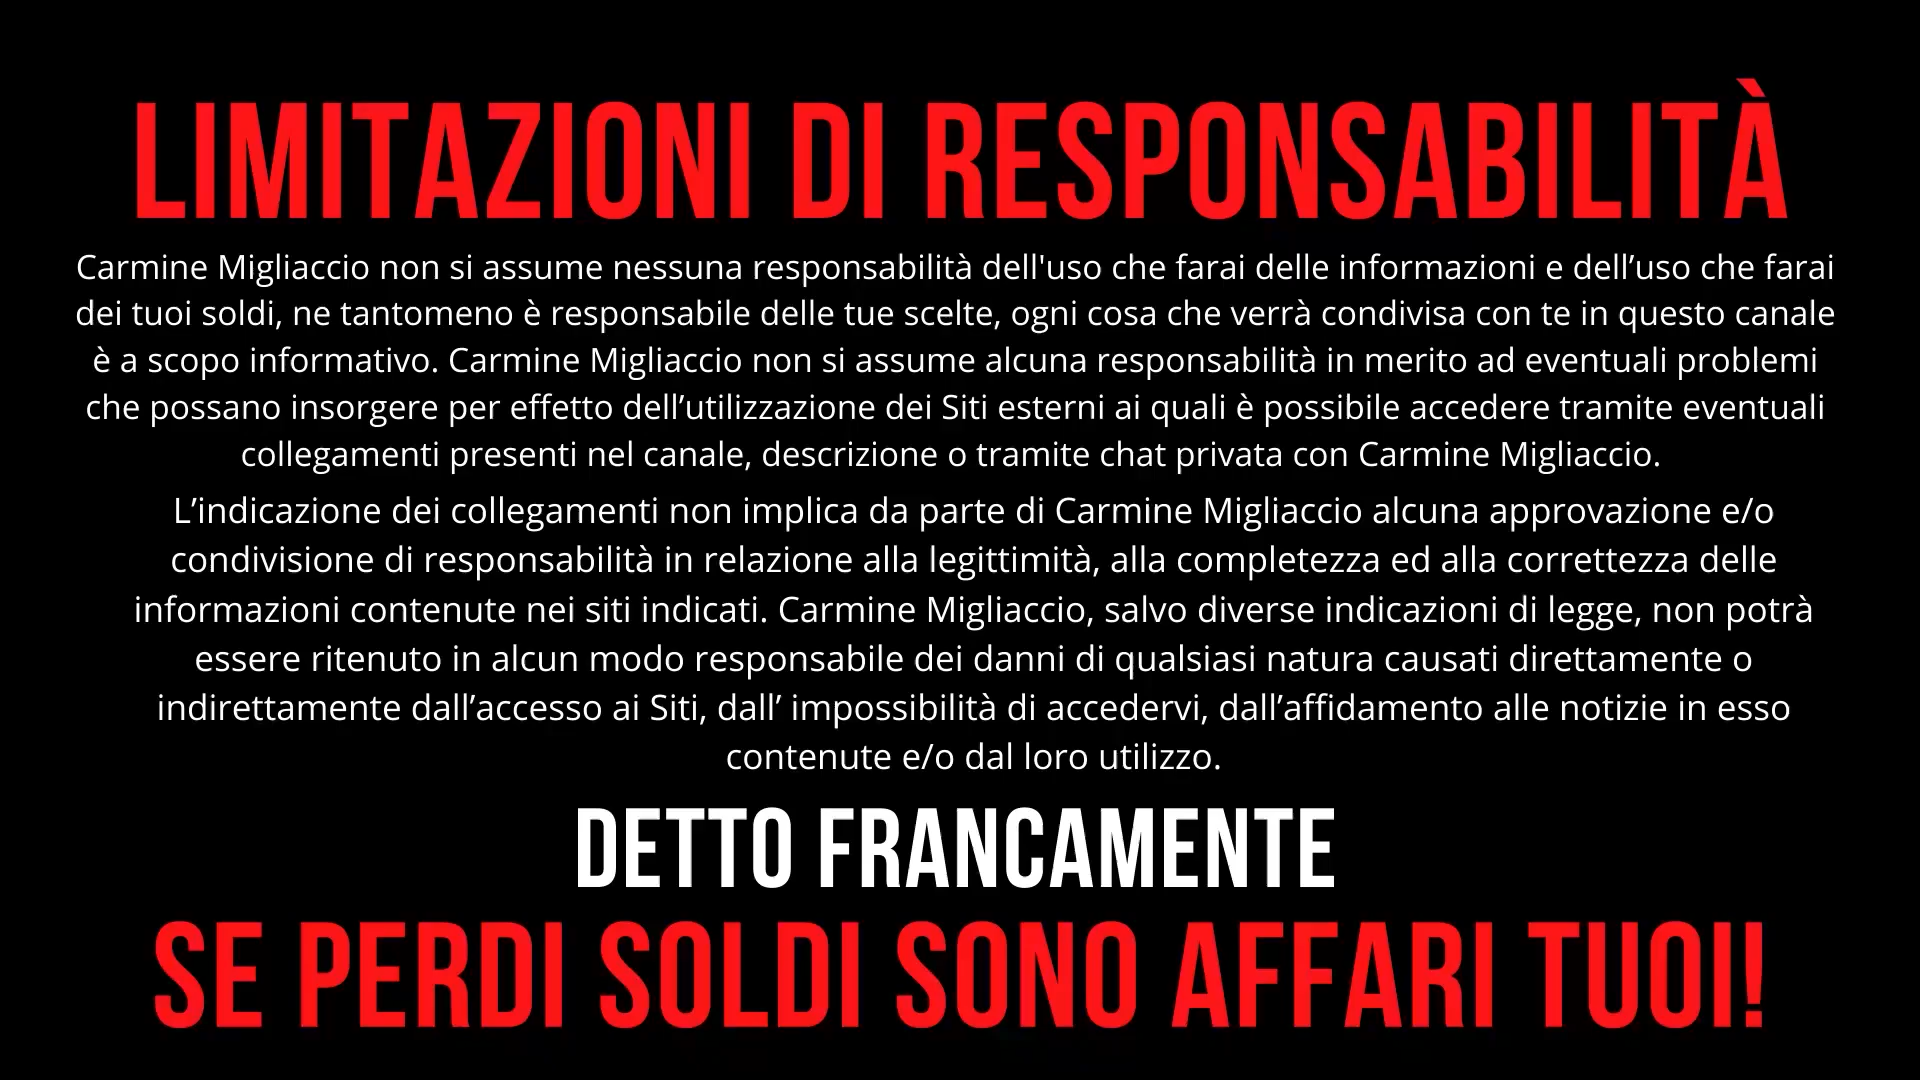 LIMITAZIONI DI RESPONSABILITÀ
Carmine Migliaccio non si assume nessuna responsabilità dell'uso che farai delle informazioni e dell’uso che farai
dei tuoi soldi, ne tantomeno è responsabile delle tue scelte, ogni cosa che verrà condivisa con te in questo canale
è a scopo informativo. Carmine Migliaccio non si assume alcuna responsabilità in merito ad eventuali problemi
che possano insorgere per effetto dell’utilizzazione dei Siti esterni ai quali è possibile accedere tramite eventuali
collegamenti presenti nel canale, descrizione o tramite chat privata con Carmine Migliaccio.
L’indicazione dei collegamenti non implica da parte di Carmine Migliaccio alcuna approvazione e/o
condivisione di responsabilità in relazione alla legittimità, alla completezza ed alla correttezza delle
informazioni contenute nei siti indicati. Carmine Migliaccio, salvo diverse indicazioni di legge, non potrà
essere ritenuto in alcun modo responsabile dei danni di qualsiasi natura causati direttamente o
indirettamente dall’accesso ai Siti, dall’ impossibilità di accedervi, dall’affidamento alle notizie in esso
contenute e/o dal loro utilizzo.
DETTO FRANCAMENTE
SE PERDI SOLDI SONO AFFARI TUOI!